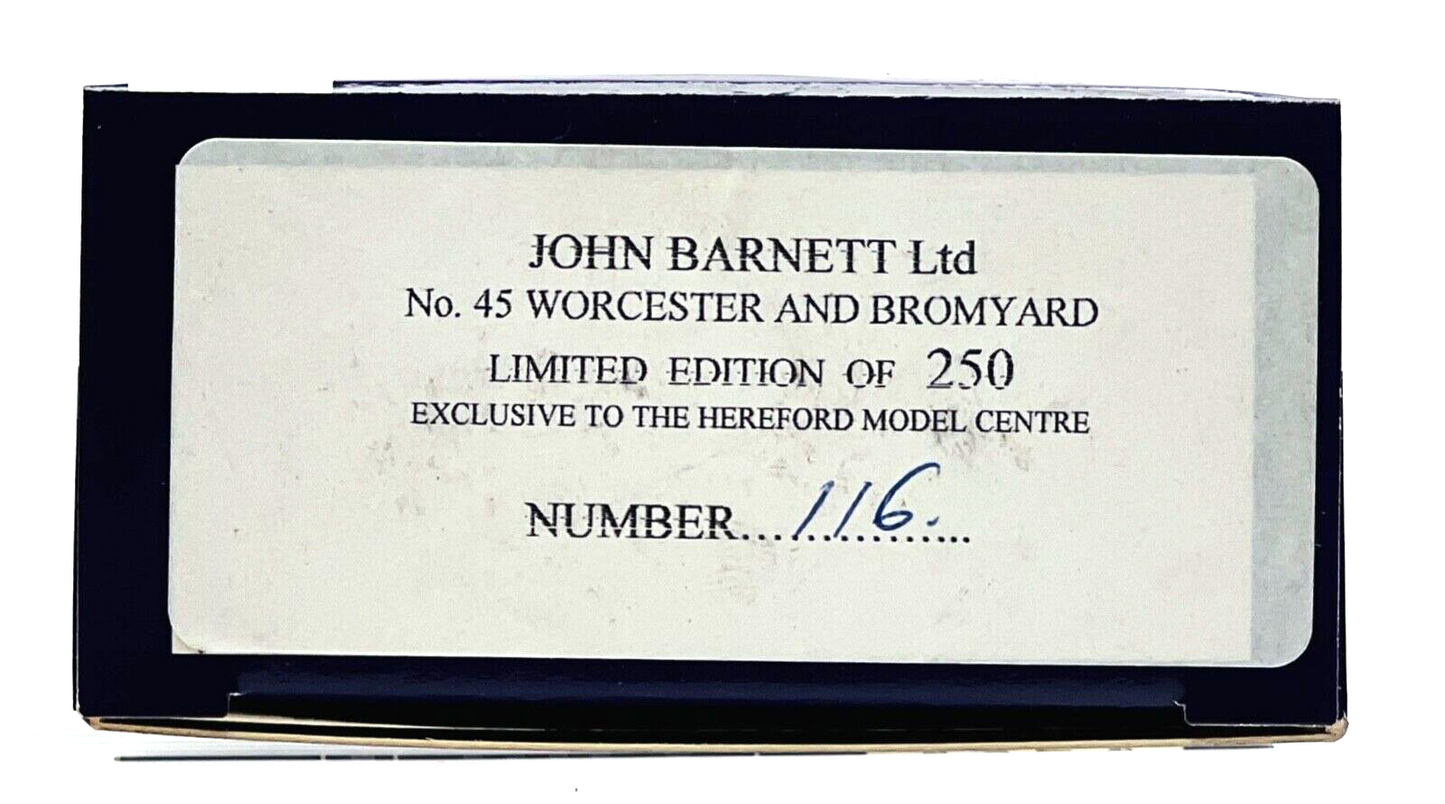 JOHN BARNETT Ltd
No. 45 WORCESTER AND BROMYARD
LIMITED EDITION OF 250
EXCLUSIVE TO THE HEREFORD MODEL CENTRE
NUMBER....116.......